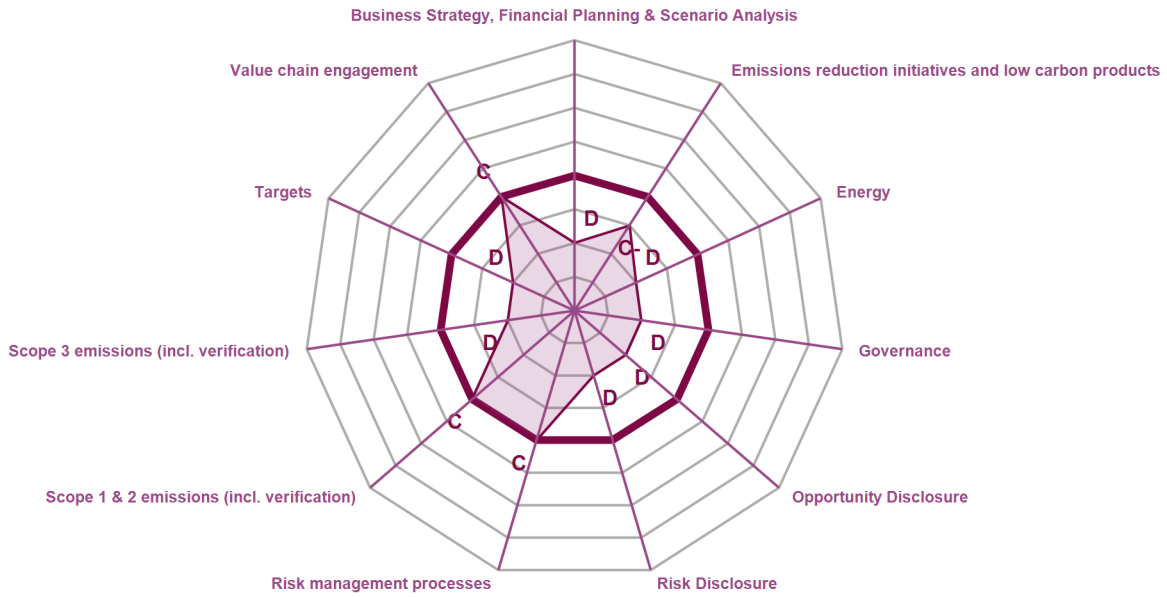 Business Strategy, Financial Planning & Scenario Analysis
Value chain engagement
Emissions reduction initiatives and low carbon products
C
Targets
Energy
D
C-
D
D
Scope 3 emissions (incl. verification)
D
D
Governance
D
D
C
C
Scope 1 & 2 emissions (incl. verification)
Opportunity Disclosure
Risk management processes
Risk Disclosure